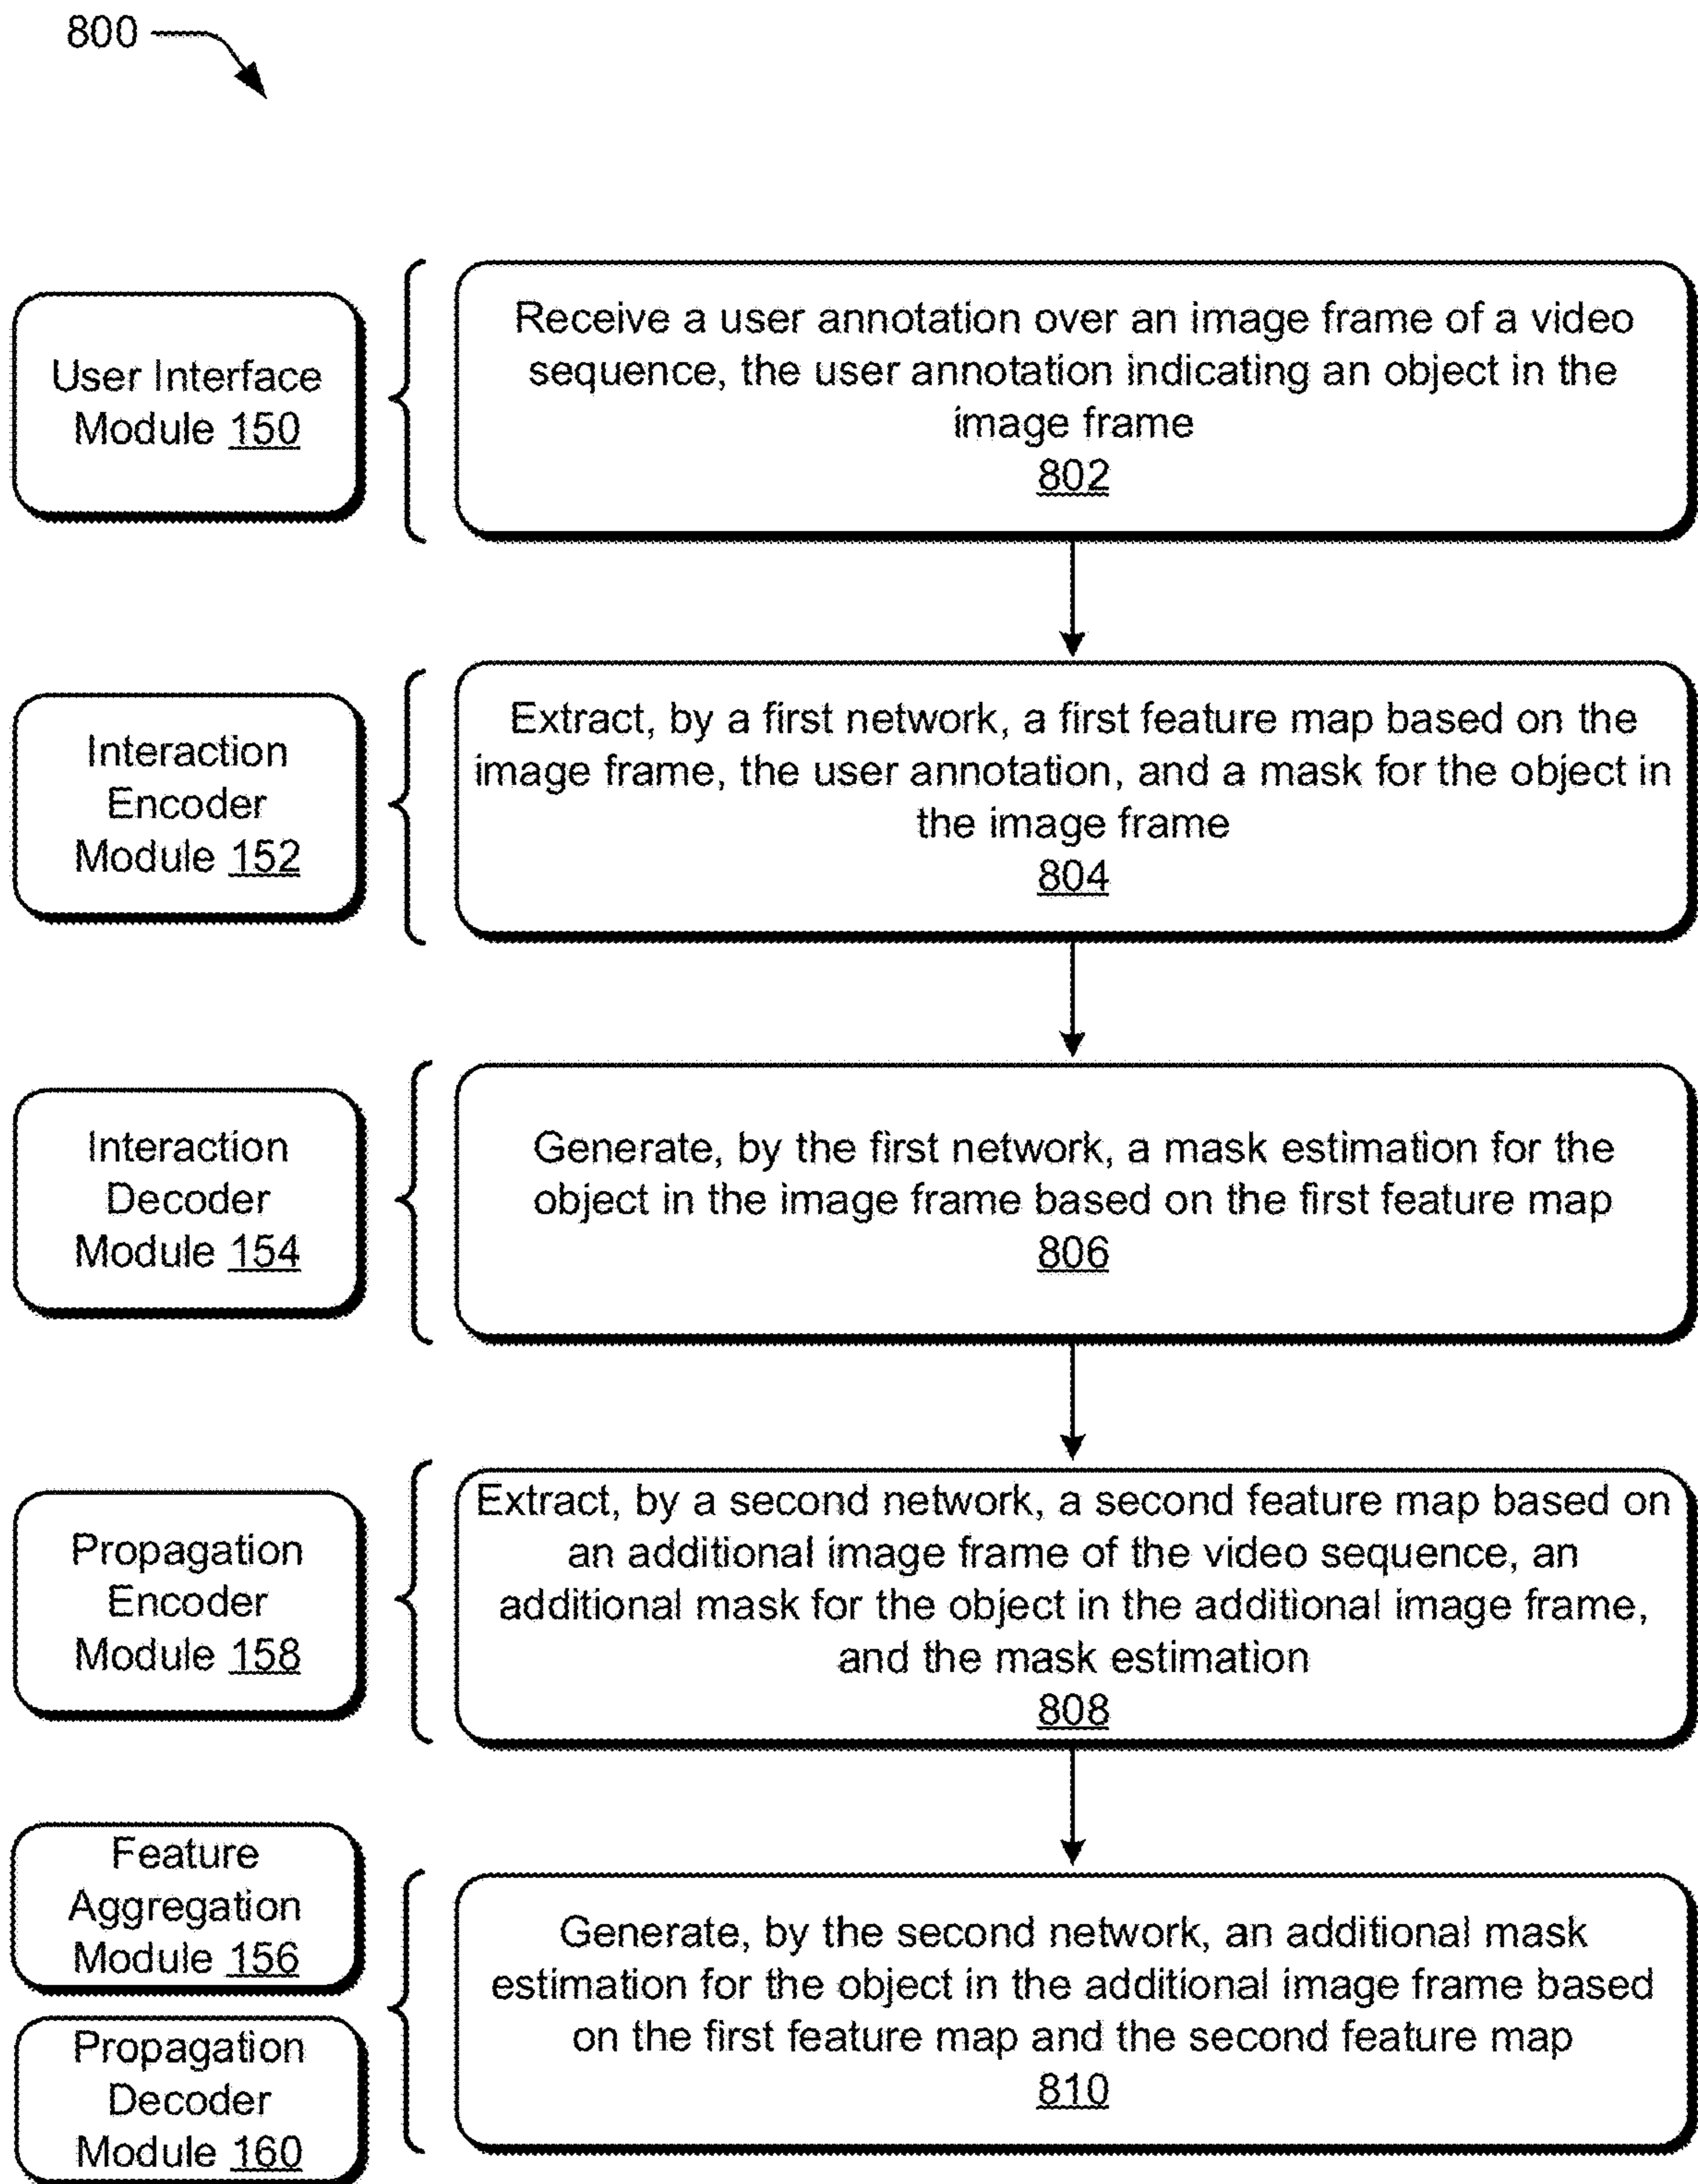 800
User Interface
Module 150
Receive a user annotation over an image frame of a video
sequence, the user annotation indicating an object in the
image frame
802
Interaction
Encoder
Module 152
Extract, by a first network, a first feature map based on the
image frame, the user annotation, and a mask for the object in
the image frame
804
Interaction
Decoder
Module 154
Generate, by the first network, a mask estimation for the
object in the image frame based on the first feature map
806
Propagation
Encoder
Module 158
Extract, by a second network, a second feature map based on
an additional image frame of the video sequence, an
additional mask for the object in the additional image frame,
and the mask estimation
808
Feature
Aggregation
Module 156
Propagation
Decoder
Module 160
Generate, by the second network, an additional mask
estimation for the object in the additional image frame based
on the first feature map and the second feature map
810